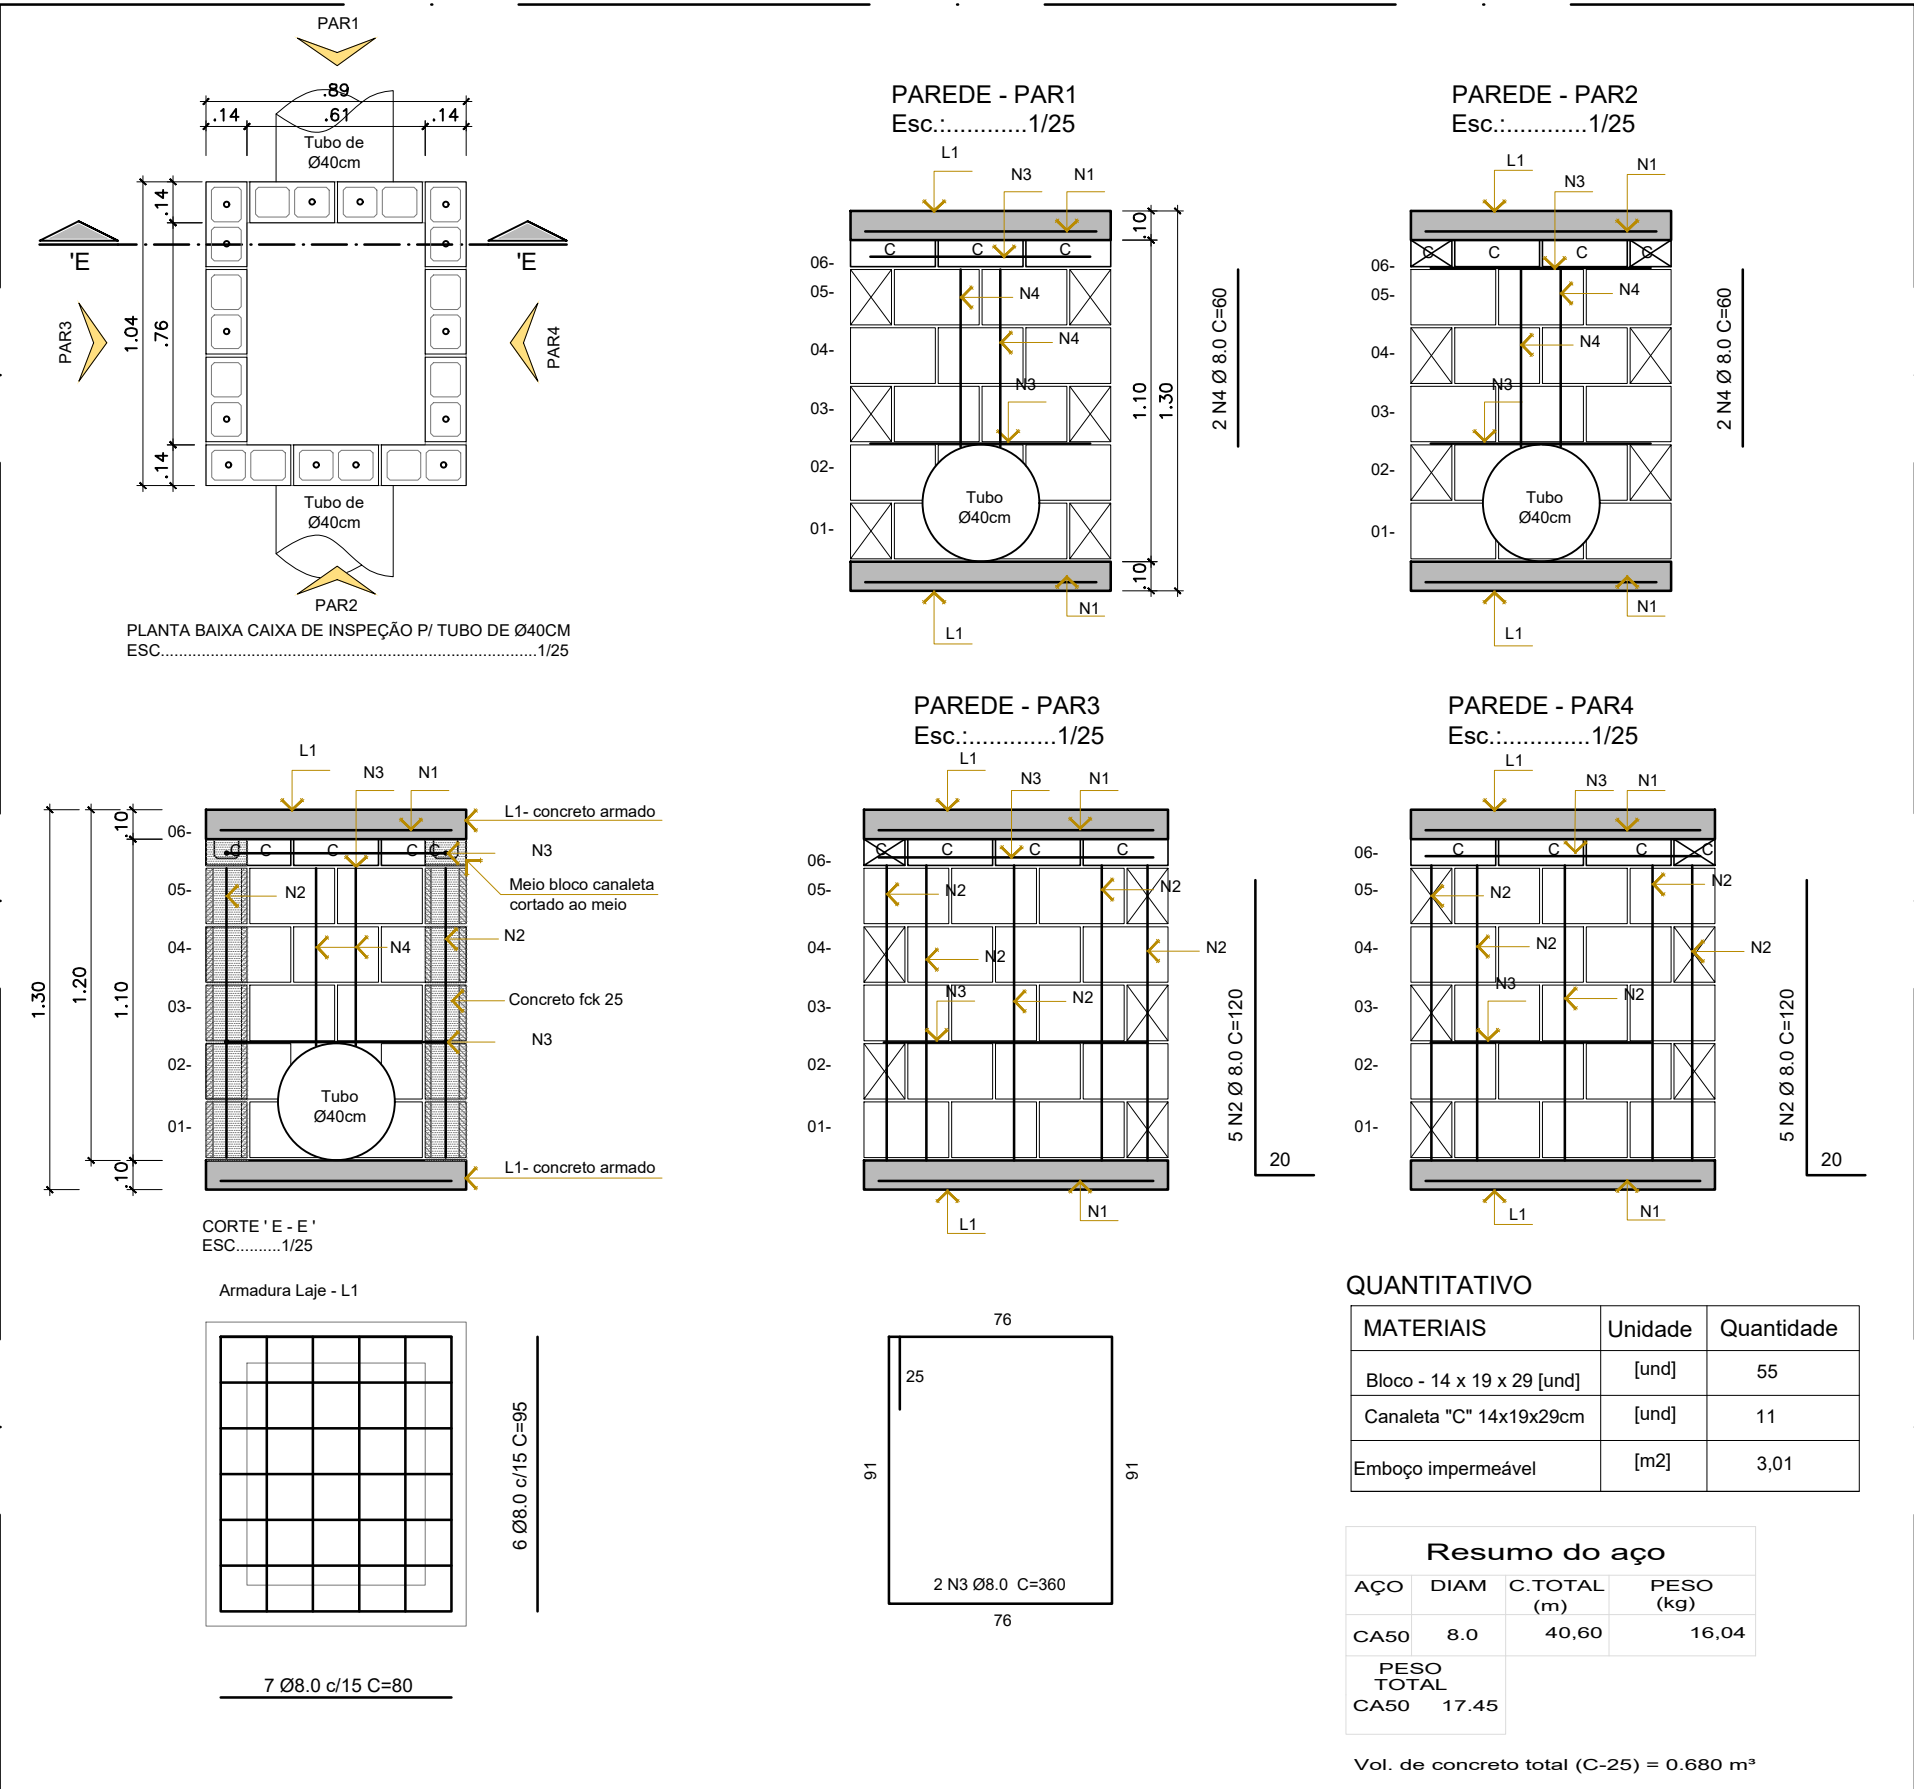 PAR1
.89
.14
.61
.14
Tubo de
Ø40cm
.14
'E
'E
PAR3
1.04
.76
PAR4
.14
Tubo de
Ø40cm
PAR2
PLANTA BAIXA CAIXA DE INSPEÇÃO P/ TUBO DE Ø40CM
ESC...................................................................................1/25
PAREDE - PAR1
Esc.:............1/25
L1
N3
N1
.10
C
C
C
06-
05-
N4
04-
N4
N3
03-
1.10
1.30
02-
Tubo
Ø40cm
01-
.10
N1
L1
2 N4 Ø 8.0 C=60
PAREDE - PAR2
Esc.:............1/25
L1
N3
N1
C
C
C
C
06-
05-
N4
04-
N4
N3
03-
02-
Tubo
Ø40cm
01-
N1
L1
2 N4 Ø 8.0 C=60
L1
N3
N1
.10
06-
L1- concreto armado
C
C
C
C
C
N3
Meio bloco canaleta
cortado ao meio
05-
N2
N2
04-
N4
1.30
1.20
1.10
03-
Concreto fck 25
N3
02-
Tubo
Ø40cm
01-
.10
L1- concreto armado
CORTE ' E - E '
ESC..........1/25
PAREDE - PAR3
Esc.:.............1/25
L1
N3
N1
06-
C
C
C
C
05-
N2
N2
04-
N2
N2
N3
03-
N2
02-
01-
N1
L1
5 N2 Ø 8.0 C=120
20
PAREDE - PAR4
Esc.:.............1/25
L1
N3
N1
06-
C
C
C
C
05-
N2
N2
04-
N2
N2
N3
03-
N2
02-
01-
N1
L1
5 N2 Ø 8.0 C=120
20
Armadura Laje - L1
6 Ø8.0 c/15 C=95
7 Ø8.0 c/15 C=80
76
25
91
91
2 N3 Ø8.0 C=360
76
QUANTITATIVO
MATERIAIS Unidade Quantidade
Bloco - 14 x 19 x 29 [und] [und] 55
Canaleta "C" 14x19x29cm [und] 11
Emboço impermeável [m2] 3,01
Resumo do aço
AÇO DIAM C.TOTAL PESO
(m) (kg)
CA50 8.0 40,60 16,04
PESO
TOTAL
CA50 17.45
Vol. de concreto total (C-25) = 0.680 m³